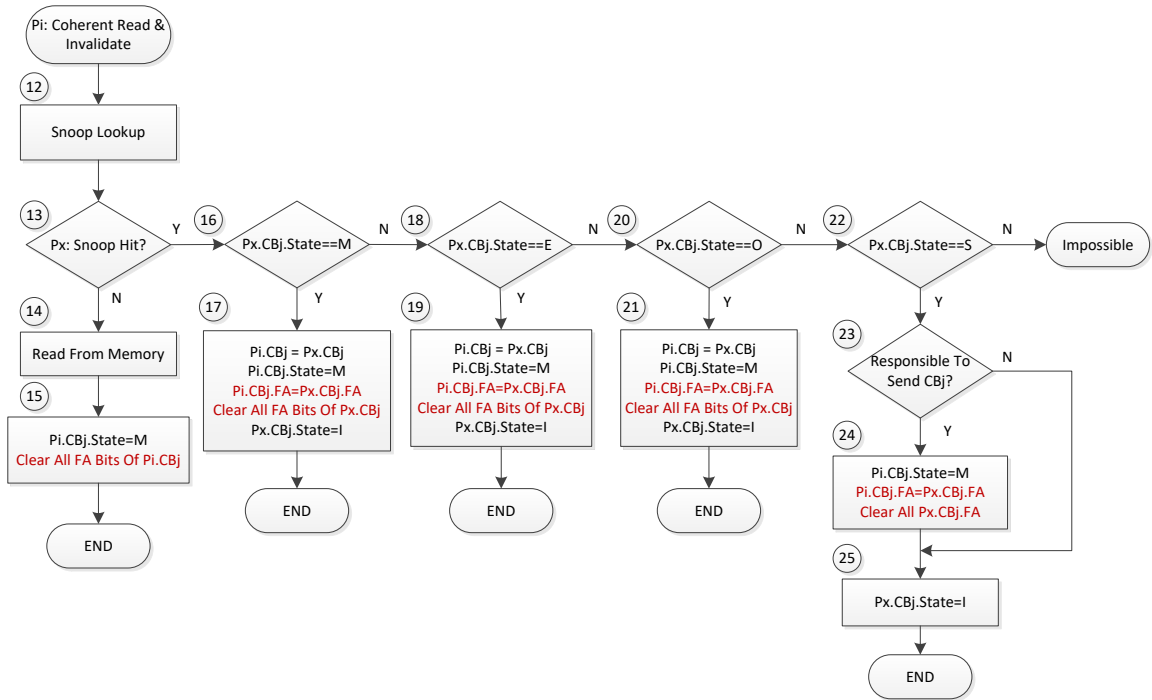 Pi: Coherent Read &
Invalidate
12
Snoop Lookup
13
Px: Snoop Hit?
Y
16
Px.CBj.State==M
N
18
Px.CBj.State==E
N
20
Px.CBj.State==O
N
22
Px.CBj.State==S
N
Impossible
N
14
Read From Memory
15
Pi.CBj.State=M
Clear All FA Bits Of Pi.CBj
END
Y
17
Pi.CBj = Px.CBj
Pi.CBj.State=M
Pi.CBj.FA=Px.CBj.FA
Clear All FA Bits Of Px.CBj
Px.CBj.State=I
END
Y
19
Pi.CBj = Px.CBj
Pi.CBj.State=M
Pi.CBj.FA=Px.CBj.FA
Clear All FA Bits Of Px.CBj
Px.CBj.State=I
END
Y
21
Pi.CBj = Px.CBj
Pi.CBj.State=M
Pi.CBj.FA=Px.CBj.FA
Clear All FA Bits Of Px.CBj
Px.CBj.State=I
END
Y
23
Responsible To
Send CBj?
N
Y
24
Pi.CBj.State=M
Pi.CBj.FA=Px.CBj.FA
Clear All Px.CBj.FA
25
Px.CBj.State=I
END